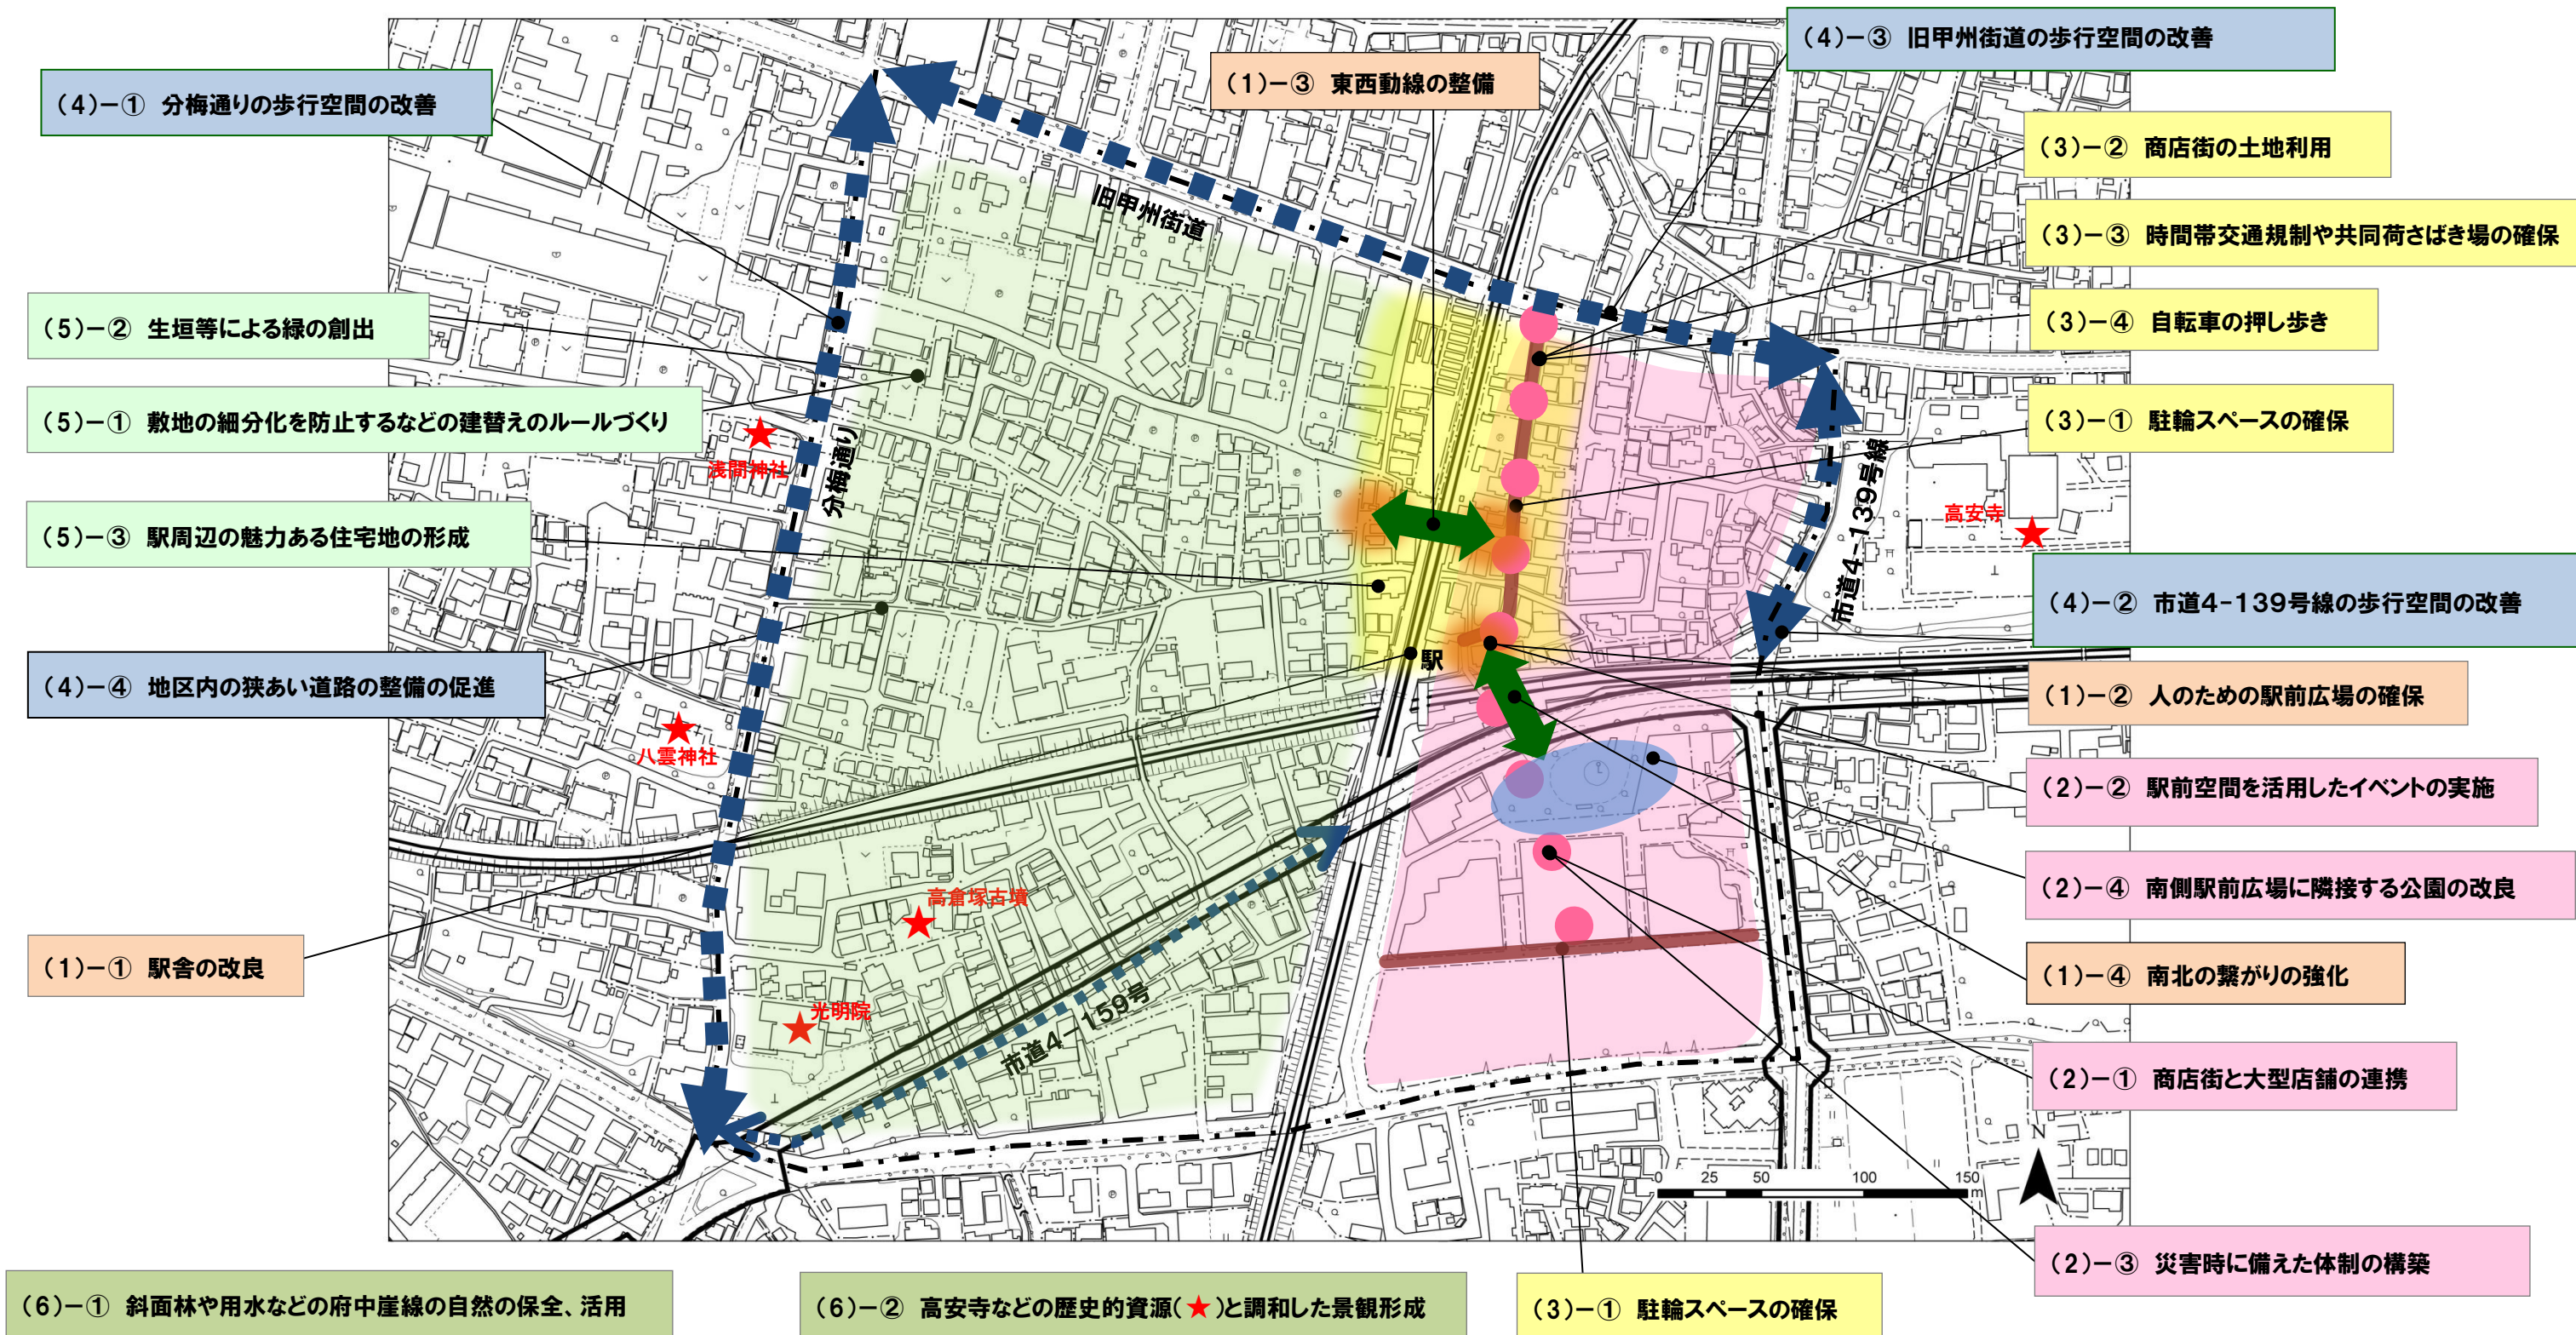 (4)-③ 旧甲州街道の歩行空間の改善
(1)-③ 東西動線の整備
(4)-① 分梅通りの歩行空間の改善
(3)-② 商店街の土地利用
旧甲州街道
(3)-③ 時間帯交通規制や共同荷さばき場の確保
(5)-② 生垣等による緑の創出
(3)-④ 自転車の押し歩き
(5)-① 敷地の細分化を防止するなどの建替えのルールづくり
(3)-① 駐輪スペースの確保
浅間神社
分梅通り
市道4-139号線
高安寺
(5)-③ 駅周辺の魅力ある住宅地の形成
(4)-② 市道4-139号線の歩行空間の改善
駅
(4)-④ 地区内の狭あい道路の整備の促進
(1)-② 人のための駅前広場の確保
八雲神社
(2)-② 駅前空間を活用したイベントの実施
高倉塚古墳
(2)-④ 南側駅前広場に隣接する公園の改良
(1)-① 駅舎の改良
(1)-④ 南北の繋がりの強化
光明院
市道4-159号
(2)-① 商店街と大型店舗の連携
N
0 25 50 100 150
m
(2)-③ 災害時に備えた体制の構築
(6)-① 斜面林や用水などの府中崖線の自然の保全、活用
(6)-② 高安寺などの歴史的資源(★)と調和した景観形成
(3)-① 駐輪スペースの確保